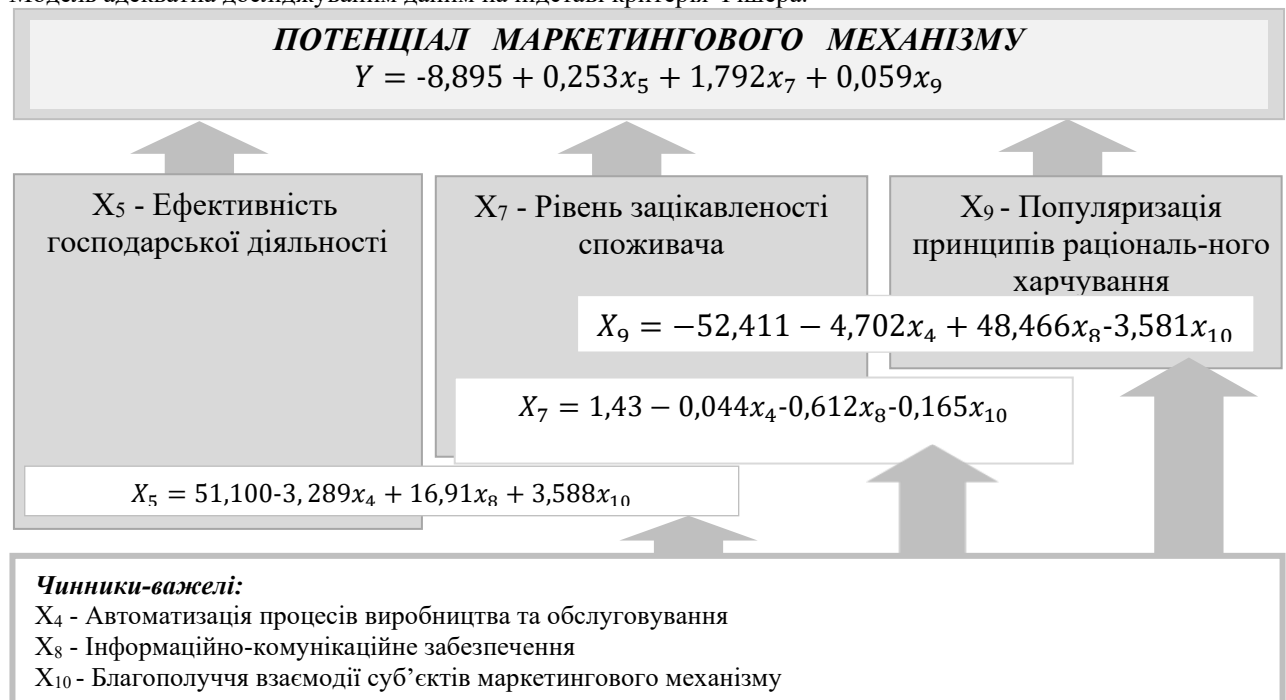 Модель адекватна досліджуваним даним на підставі критерія Фішера.
ПОТЕНЦІАЛ МАРКЕТИНГОВОГО МЕХАНІЗМУ
Y = -8,895 + 0,253x₅ + 1,792x₇ + 0,059x₉
X₅ - Ефективність
господарської діяльності
X₇ - Рівень зацікавленості
споживача
X₉ - Популяризація
принципів раціональ-ного
харчування
X₉ = −52,411 − 4,702x₄ + 48,466x₈-3,581x₁₀
X₇ = 1,43 − 0,044x₄-0,612x₈-0,165x₁₀
X₅ = 51,100-3, 289x₄ + 16,91x₈ + 3,588x₁₀
Чинники-важелі:
X₄ - Автоматизація процесів виробництва та обслуговування
X₈ - Інформаційно-комунікаційне забезпечення
X₁₀ - Благополуччя взаємодії суб’єктів маркетингового механізму